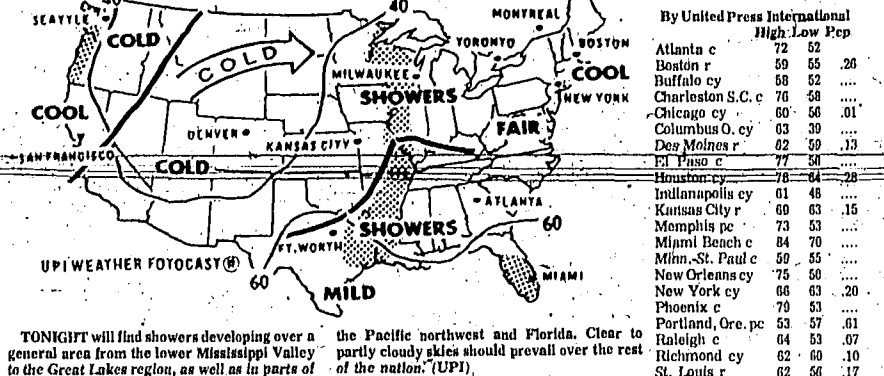 40
SEATTLE
COLD
COLD
MONTREAL
TORONTO
BOSTON
MILWAUKEE
COOL
NEW YORK
SHOWERS
COOL
DENVER
KANSAS CITY
FAIR
SAN FRANCISCO
COLD
ATLANTA
SHOWERS
60
FT. WORTH
UPI WEATHER FOTOCAST ®
60
MILD
MIAMI
TONIGHT will find showers developing over a
general area from the lower Mississippi Valley
to the Great Lakes region, as well as in parts of
the Pacific northwest and Florida. Clear to
partly cloudy skies should prevail over the rest
of the nation. (UPI)
By United Press International
High Low Pcp
Atlanta c 72 52
Boston r 59 55 .26
Buffalo cy 58 52 ....
Charleston S.C. c 76 58 ....
Chicago cy 60 56 .01
Columbus O. cy 63 39 ....
Des Moines r 62 59 .13
El Paso c 77 50 ....
Houston cy 78 64 .28
Indianapolis cy 61 48
Kansas City r 69 63 .15
Memphis pc 73 53 ....
Miami Beach c 84 70 ....
Minn.-St. Paul c 59 55 ....
New Orleans cy 75 50 ....
New York cy 66 63 .20
Phoenix c 79 53 ....
Portland, Ore. pc 53 57 .61
Raleigh c 64 53 .07
Richmond cy 62 60 .10
St. Louis r 62 56 .17